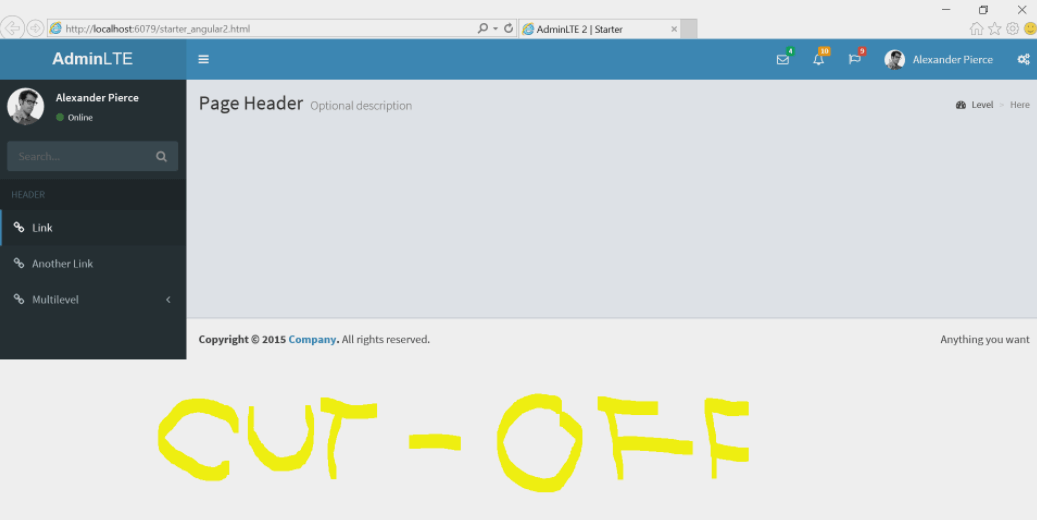 http://localhost:6079/starter_angular2.html
AdminLTE 2 | Starter
AdminLTE
4
10
9
Alexander Pierce
Alexander Pierce
Online
Page Header Optional description
Level > Here
Search...
HEADER
Link
Another Link
Multilevel
Copyright © 2015 Company. All rights reserved.
Anything you want
CUT-OFF